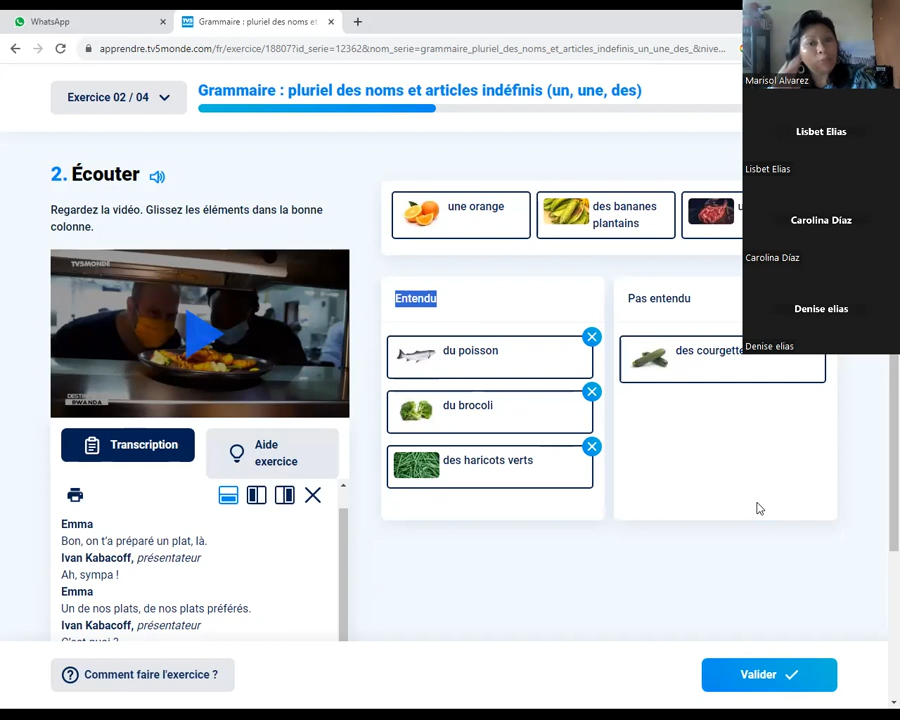 WhatsApp
Grammaire : pluriel des noms et
apprendre.tv5monde.com/fr/exercice/18807?id_serie=12362&nom_serie=grammaire_pluriel_des_noms_et_articles_indefinis_un_une_des_&nive...
Exercice 02 / 04
Grammaire : pluriel des noms et articles indéfinis (un, une, des)
Marisol Alvarez
Lisbet Elias
Lisbet Elias
Carolina Díaz
Carolina Díaz
Denise elias
Denise elias
2. Écouter
Regardez la vidéo. Glissez les éléments dans la bonne
colonne.
TV5MONDE
RWANDA
une orange
des bananes
plantains
Entendu
Pas entendu
du poisson
du brocoli
des haricots verts
des courgette
Transcription
Aide
exercice
Emma
Bon, on t'a préparé un plat, là.
Ivan Kabacoff, présentateur
Ah, sympa !
Emma
Un de nos plats, de nos plats préférés.
Ivan Kabacoff, présentateur
C'est quoi ?
Comment faire l'exercice ?
Valider